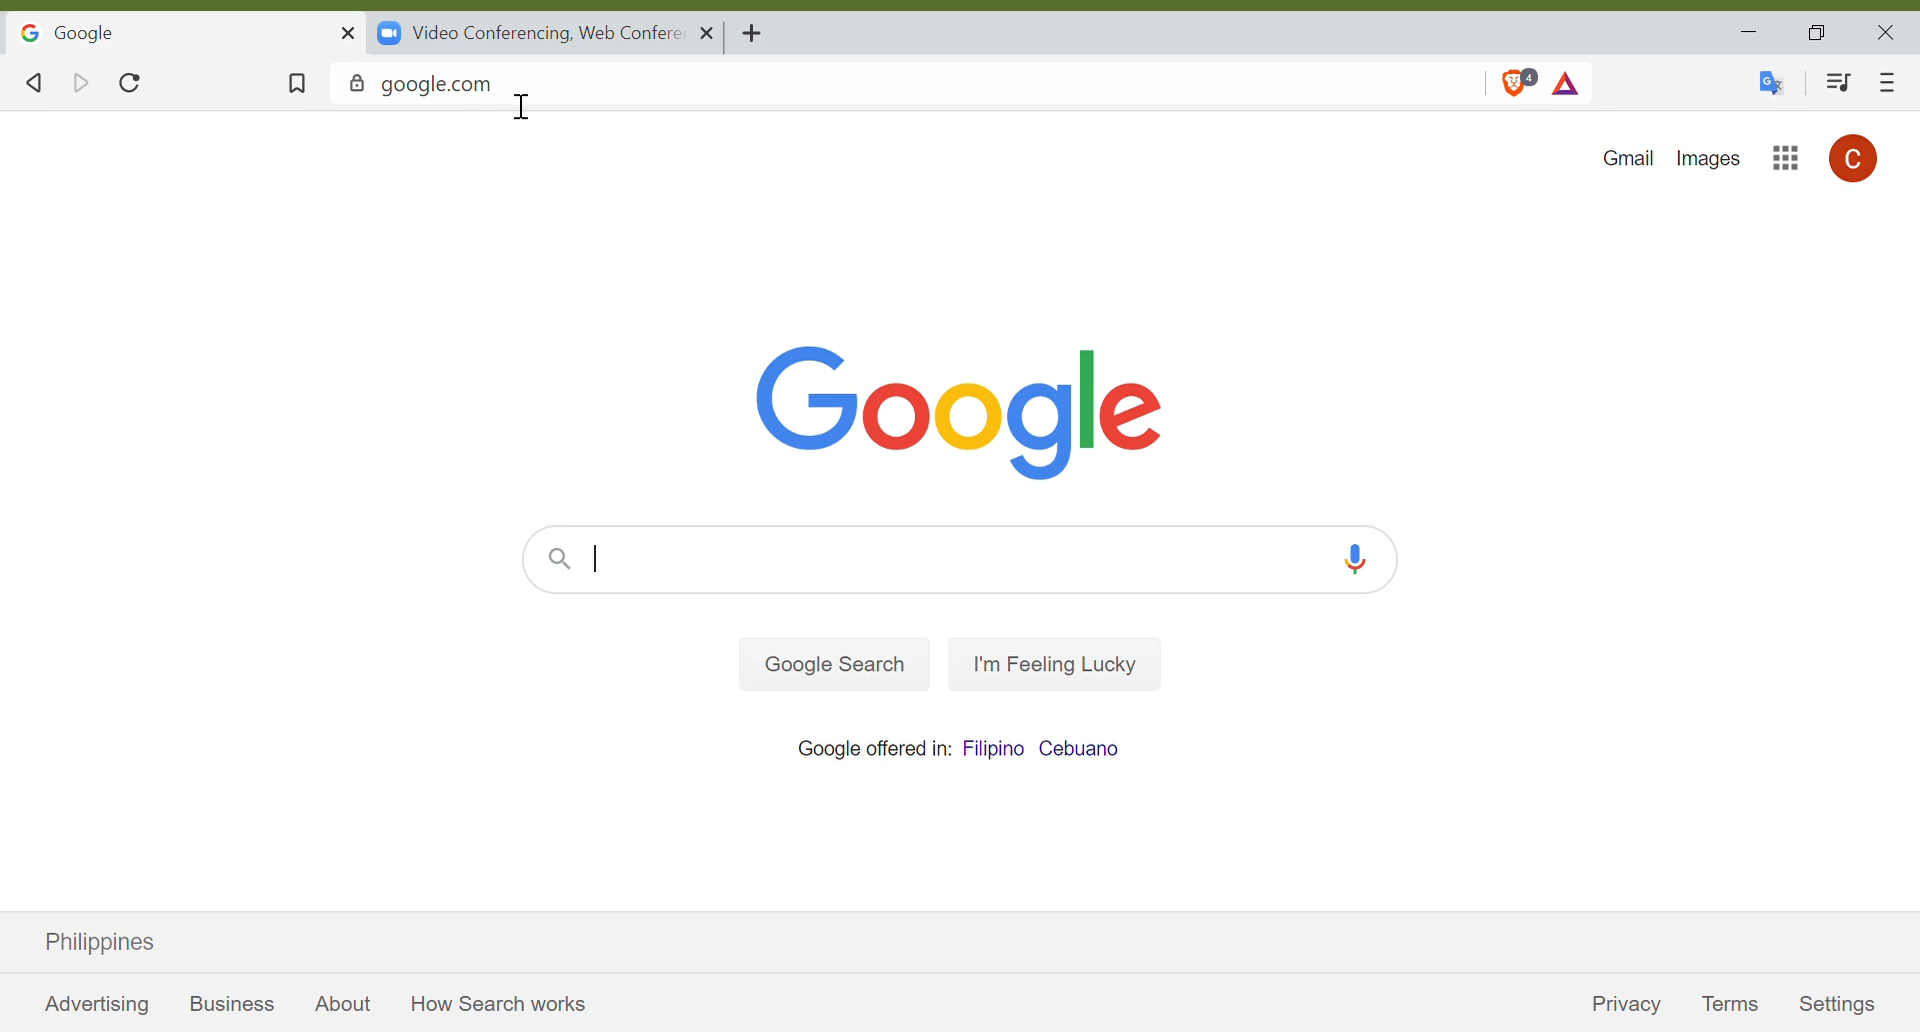 Google
Video Conferencing, Web Confere
google.com
4
Gmail Images
C
Google
Google Search I'm Feeling Lucky
Google offered in: Filipino Cebuano
Philippines
Advertising Business About How Search works Privacy Terms Settings